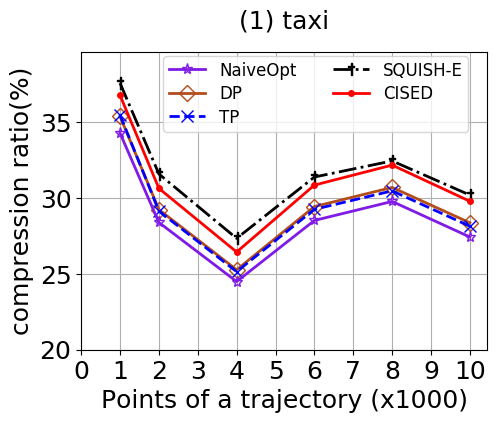 (1) taxi
compression ratio(%)
NaiveOpt
DP
TP
SQUISH-E
CISED
35
30
25
20
0 1 2 3 4 5 6 7 8 9 10
Points of a trajectory (x1000)